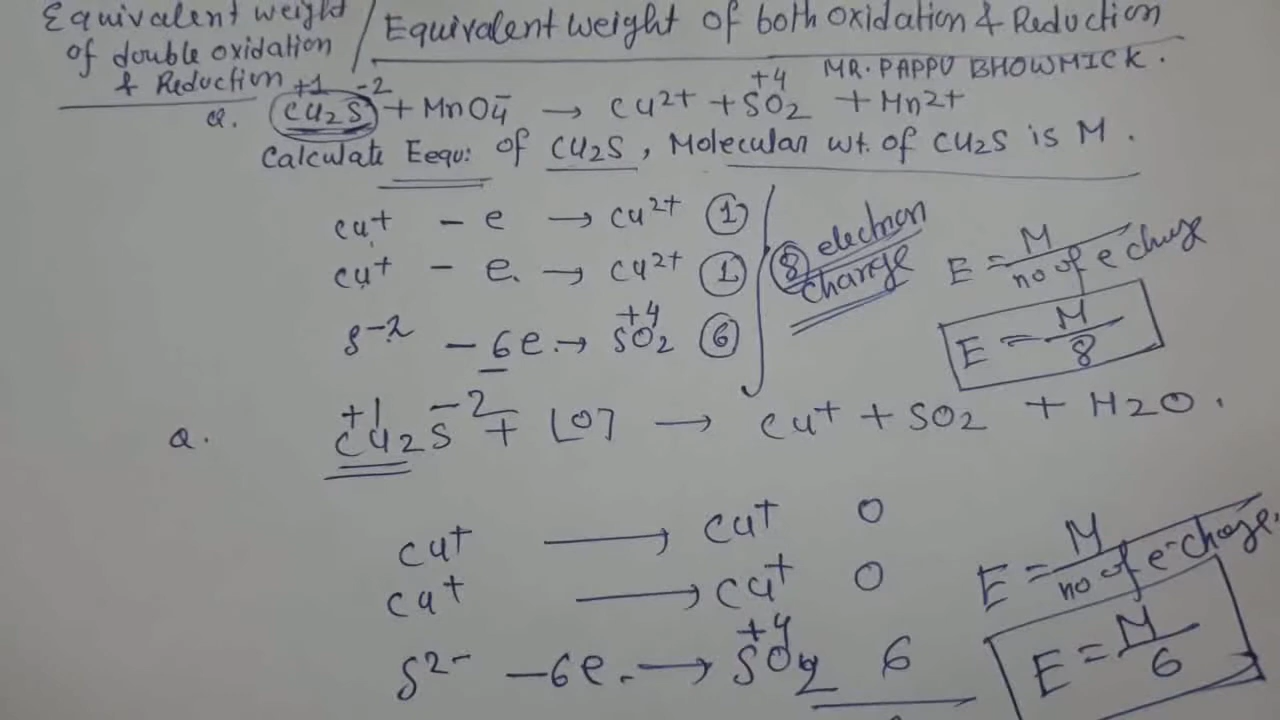 Equivalent weight
of double oxidation
& Reduction
/ Equivalent weight of both oxidation & Reduction
MR. PAPPU BHOWMICK.
+1 -2 +4
Q. Cu2S + MnO4- → Cu2+ + SO2 + Mn2+
Calculate Eequ: of Cu2S, Molecular wt. of Cu2S is M.
Cu+ - e → Cu2+ 1
Cu+ - e. → Cu2+ 1
+4
S-2 - 6e. → SO2 6
8 electron
charge
E = M / no of e charge
E = M / 8
+1 -2
Q. Cu2S + [O] → Cu+ + SO2 + H2O.
Cu+ → Cu+ 0
Cu+ → Cu+ 0
+4
S2- - 6e. → SO2 6
E = M / no of e- charge.
E = M / 6